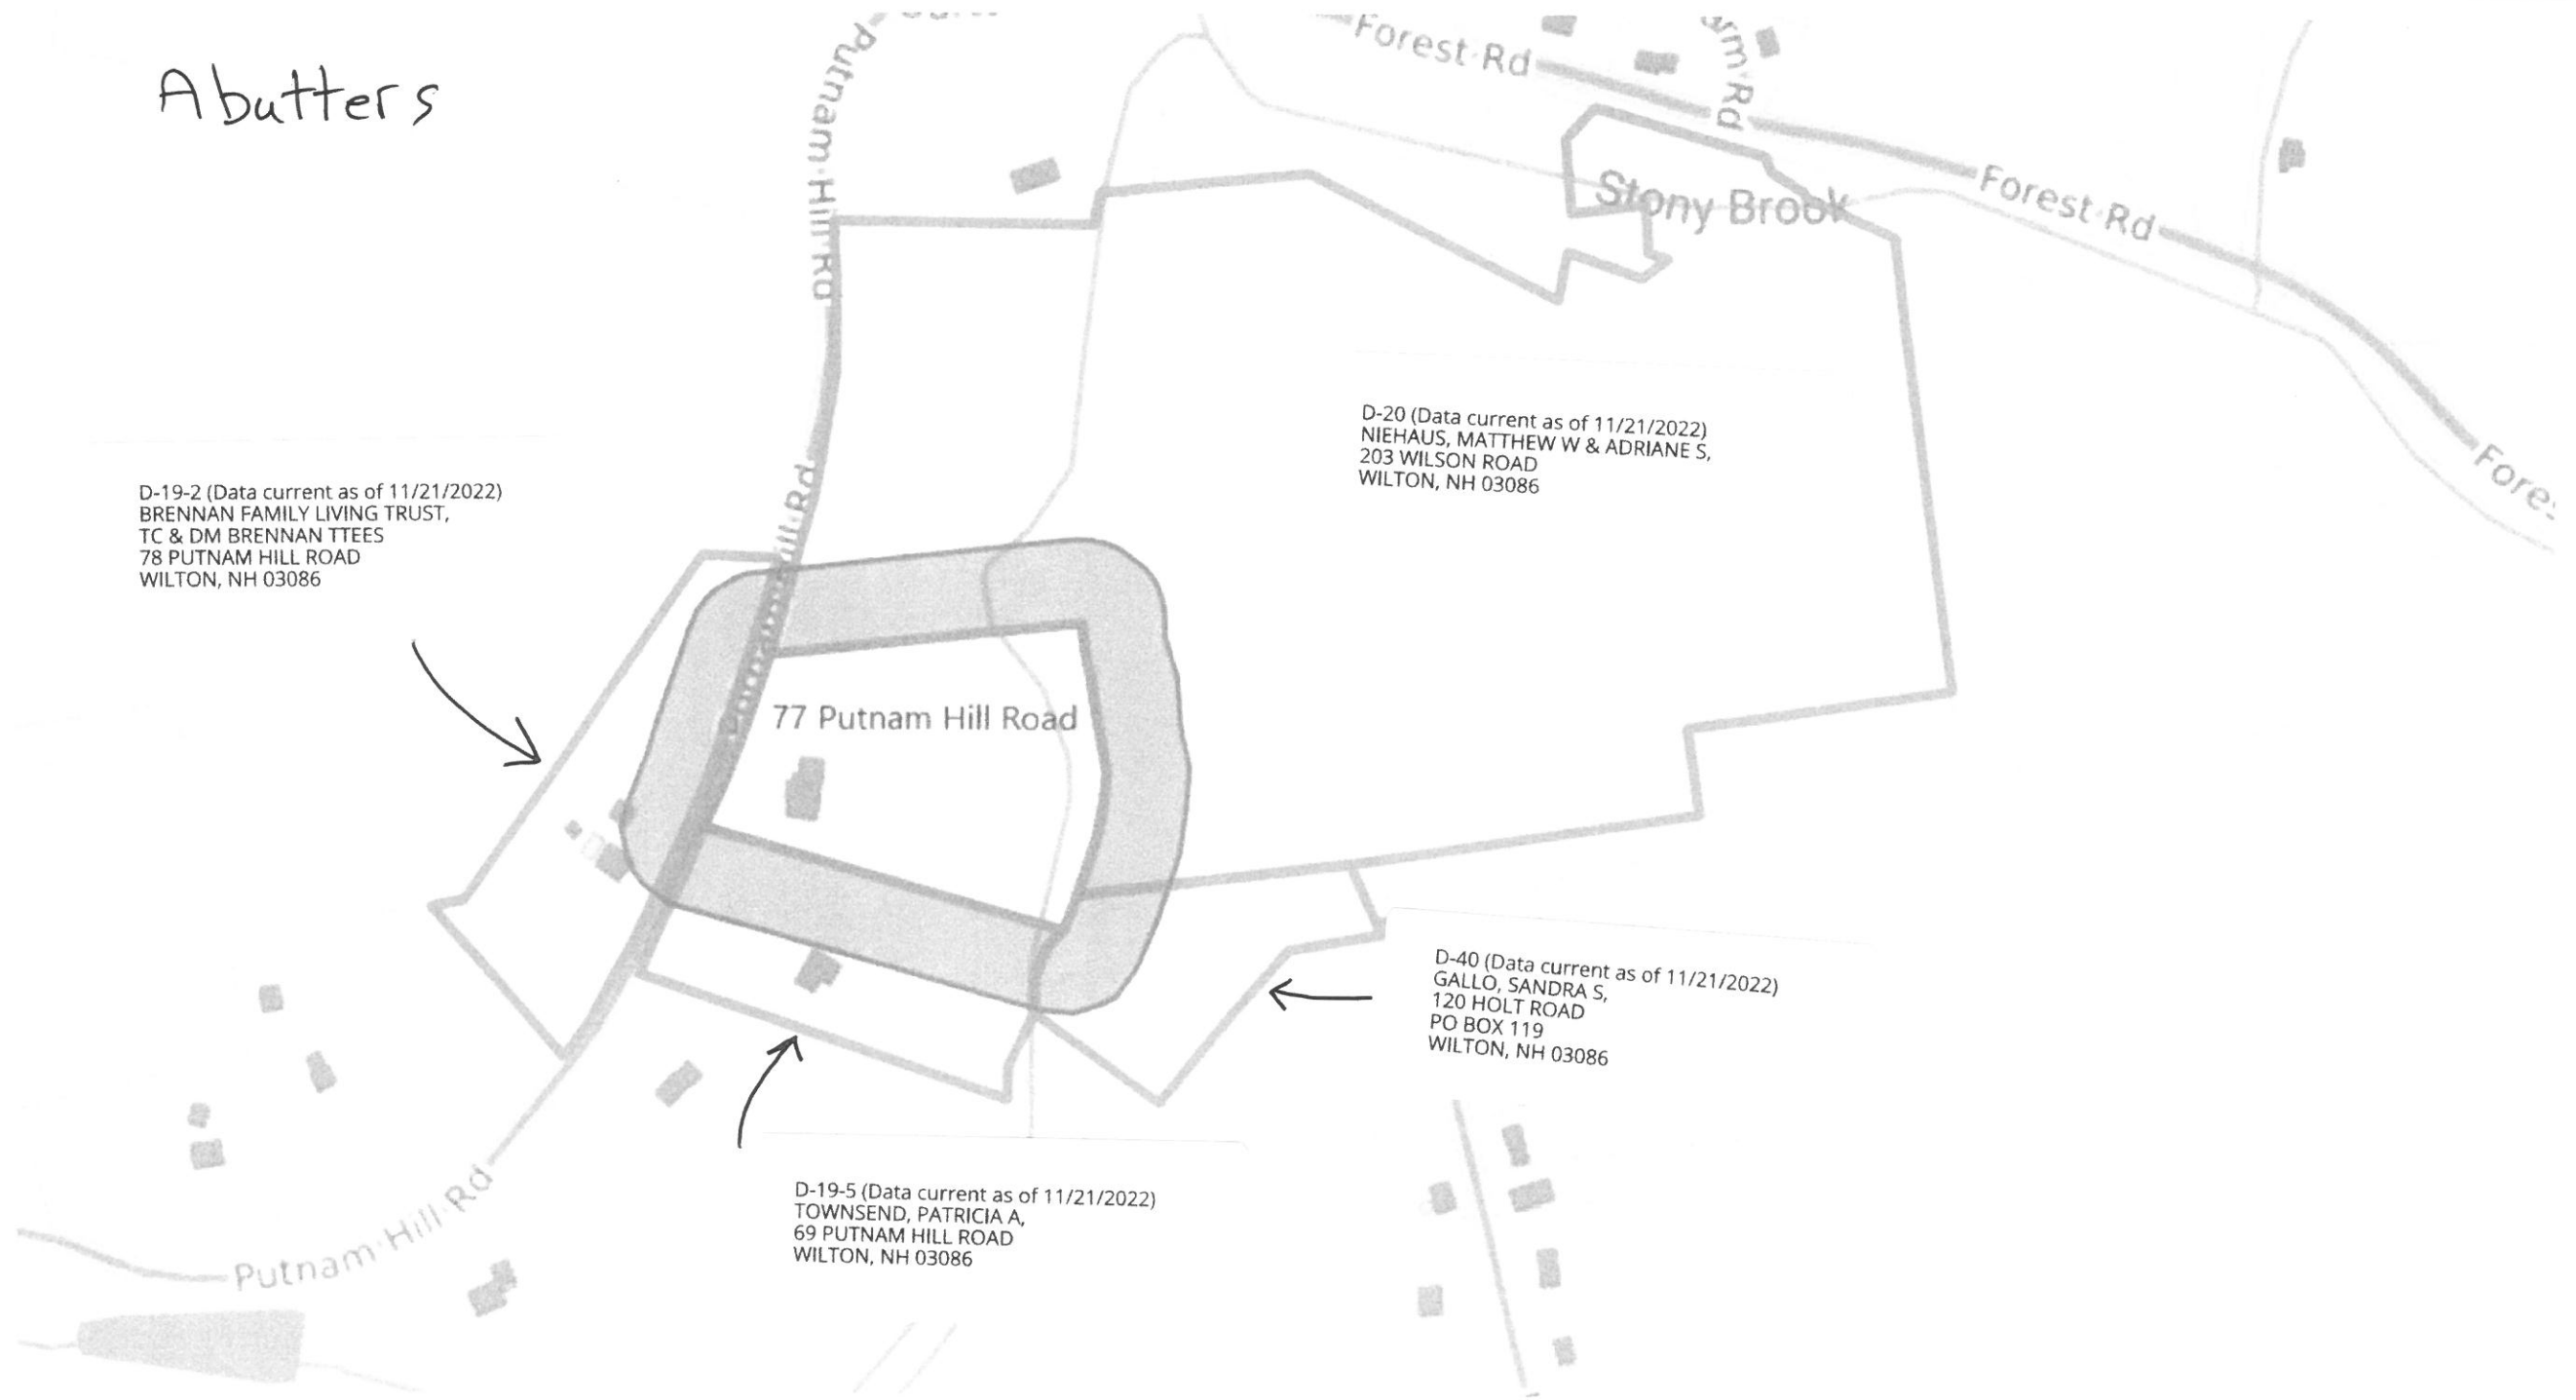 Abutters
Putnam Hill Rd
Forest Rd
Rd
Stony Brook
Forest Rd
D-20 (Data current as of 11/21/2022)
NIEHAUS, MATTHEW W & ADRIANE S,
203 WILSON ROAD
WILTON, NH 03086
D-19-2 (Data current as of 11/21/2022)
BRENNAN FAMILY LIVING TRUST,
TC & DM BRENNAN TTEES
78 PUTNAM HILL ROAD
WILTON, NH 03086
77 Putnam Hill Road
D-40 (Data current as of 11/21/2022)
GALLO, SANDRA S,
120 HOLT ROAD
PO BOX 119
WILTON, NH 03086
D-19-5 (Data current as of 11/21/2022)
TOWNSEND, PATRICIA A,
69 PUTNAM HILL ROAD
WILTON, NH 03086
Putnam Hill Rd